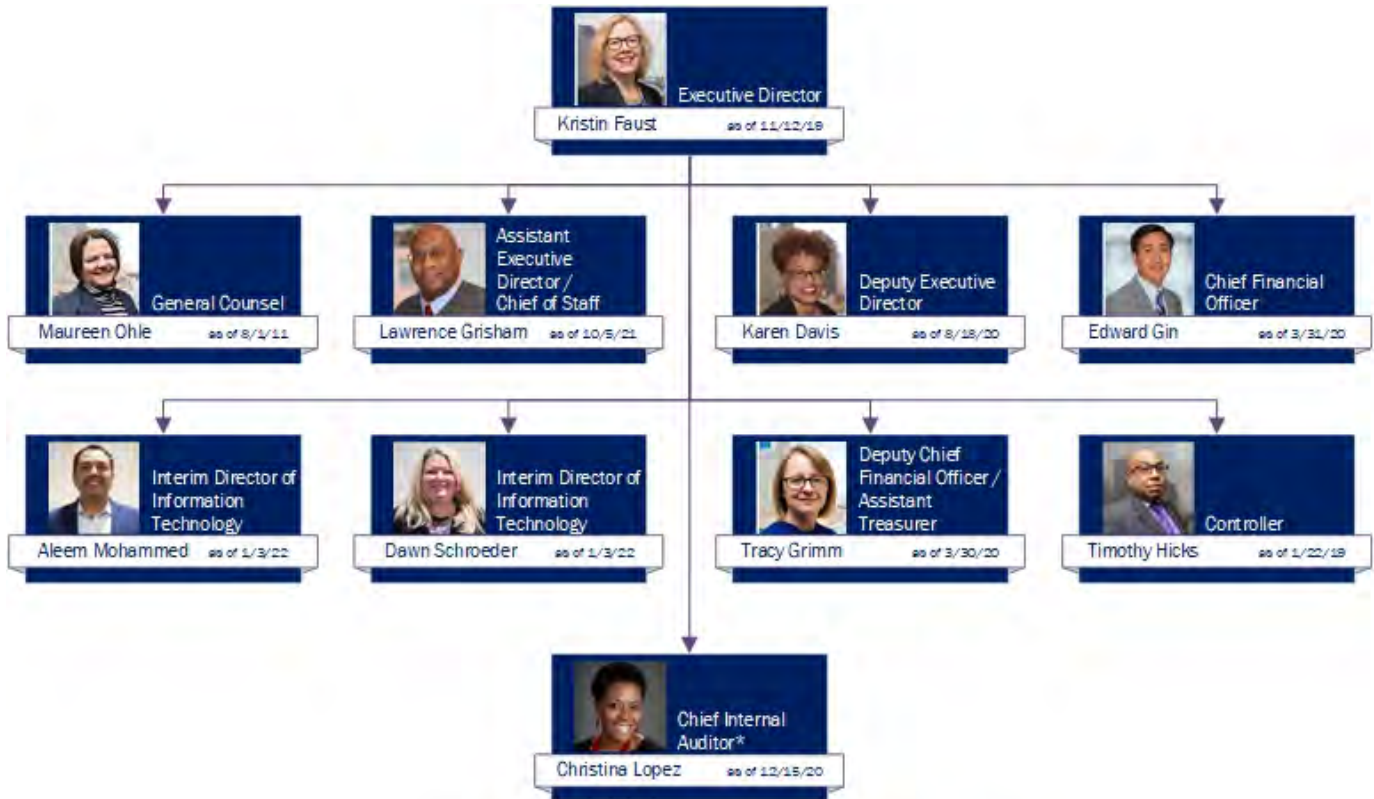 Executive Director
Kristin Faust as of 11/12/19
General Counsel
Maureen Ohle as of 8/1/11
Assistant
Executive
Director /
Chief of Staff
Lawrence Grisham as of 10/5/21
Deputy Executive
Director
Karen Davis as of 8/18/20
Chief Financial
Officer
Edward Gin as of 3/31/20
Interim Director of
Information
Technology
Aleem Mohammed as of 1/3/22
Interim Director of
Information
Technology
Dawn Schroeder as of 1/3/22
Deputy Chief
Financial Officer /
Assistant
Treasurer
Tracy Grimm as of 3/30/20
Controller
Timothy Hicks as of 1/22/19
Chief Internal
Auditor*
Christina Lopez as of 12/15/20